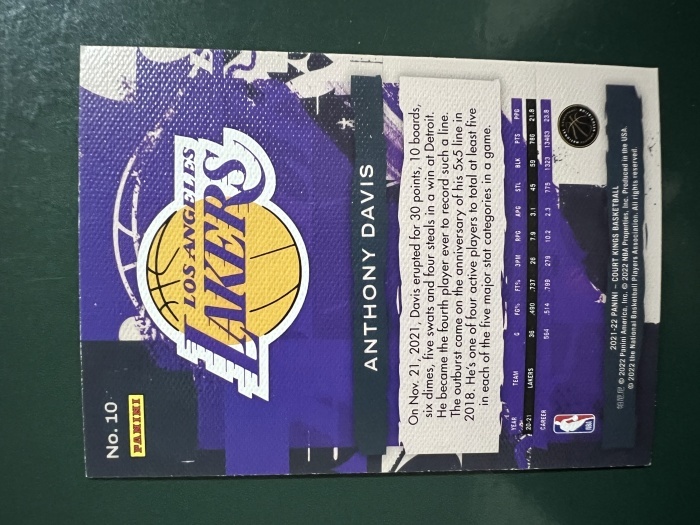 No. 10
PANINI
LOS ANGELES
LAKERS
ANTHONY DAVIS
On Nov. 21, 2021, Davis erupted for 30 points, 10 boards,
six dimes, five swats and four steals in a win at Detroit.
He became the fourth player ever to record such a line.
The outburst came on the anniversary of his 5x5 line in
2018. He's one of four active players to total at least five
in each of the five major stat categories in a game.
YEAR TEAM G FG% FT% 3PM RPG APG STL BLK PTS PPG
20-21 LAKERS 36 .490 .737 26 7.9 3.1 45 59 786 21.8
CAREER 564 .514 .799 279 10.2 2.3 775 1323 13463 23.8
NBA
2021-22 PANINI – COURT KINGS BASKETBALL
© 2022 Panini America, Inc. © 2022 NBA Properties, Inc. Produced in the USA.
© 2022 the National Basketball Players Association. All rights reserved.